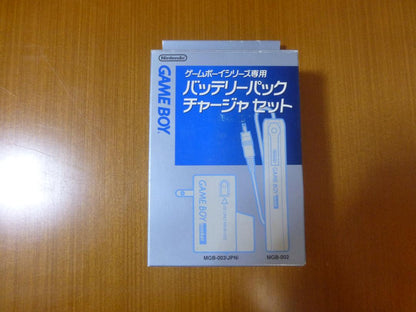 Nintendo
GAME BOY
ゲームボーイシリーズ専用
バッテリーパック
チャージャ セット
GAME BOY
GAME BOY
MGB-003(JPN)
MGB-002